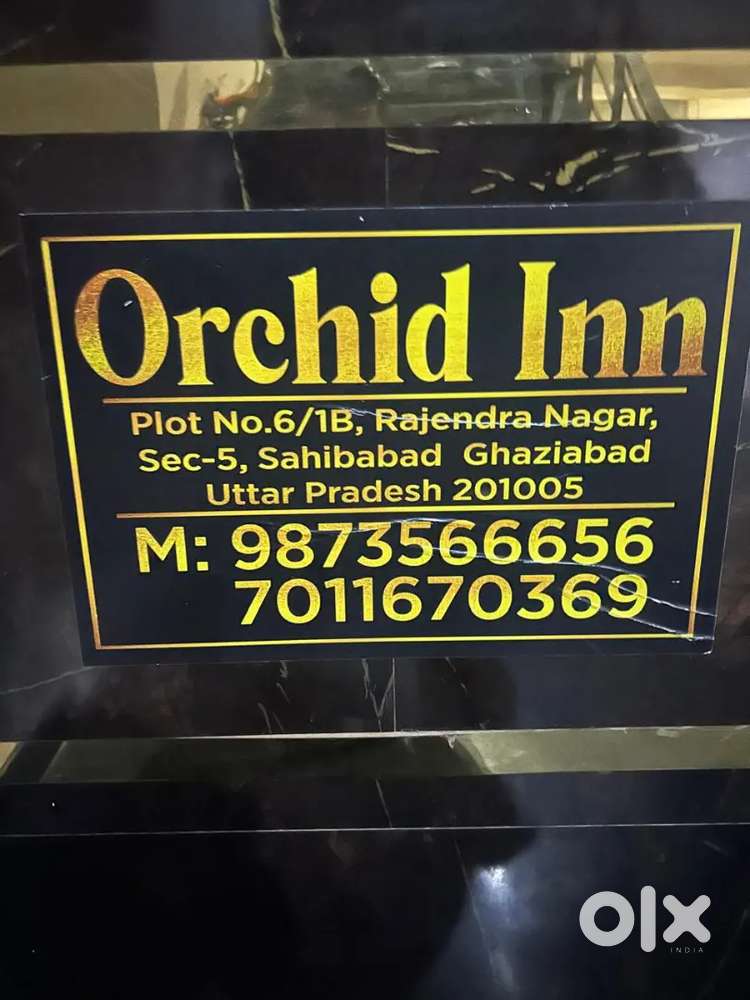 Orchid Inn
Plot No.6/1B, Rajendra Nagar,
Sec-5, Sahibabad Ghaziabad
Uttar Pradesh 201005
M: 9873566656
7011670369
olx
INDIA